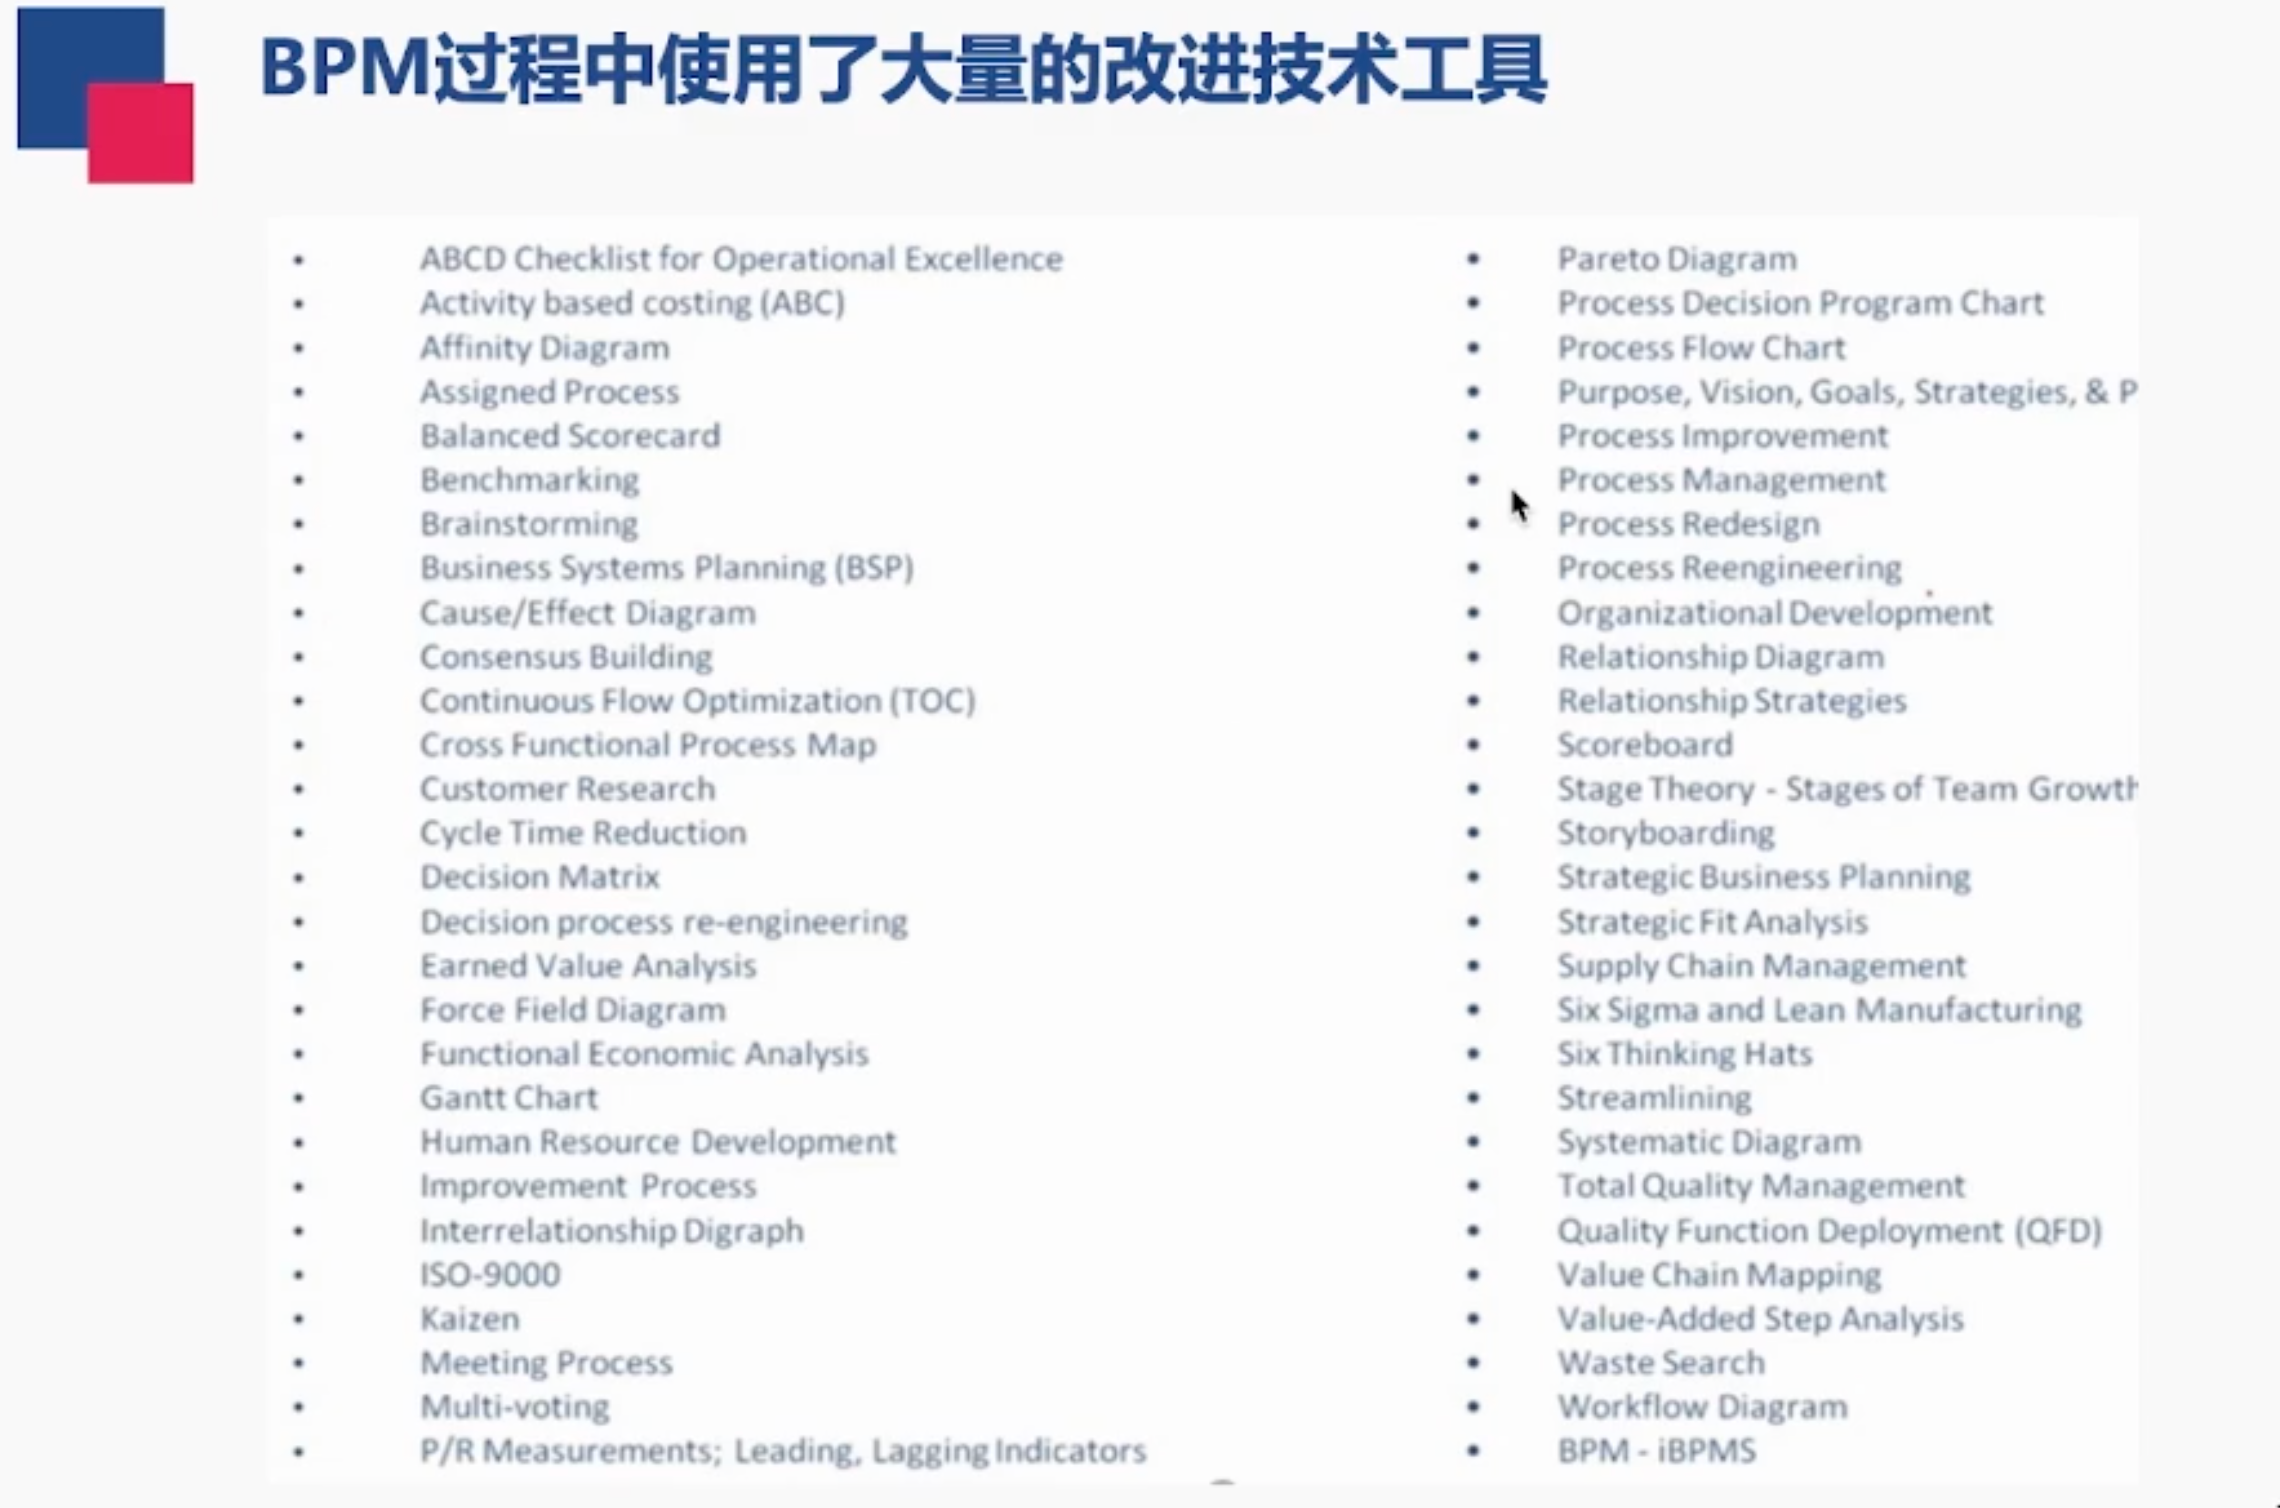 BPM过程中使用了大量的改进技术工具
• ABCD Checklist for Operational Excellence
• Activity based costing (ABC)
• Affinity Diagram
• Assigned Process
• Balanced Scorecard
• Benchmarking
• Brainstorming
• Business Systems Planning (BSP)
• Cause/Effect Diagram
• Consensus Building
• Continuous Flow Optimization (TOC)
• Cross Functional Process Map
• Customer Research
• Cycle Time Reduction
• Decision Matrix
• Decision process re-engineering
• Earned Value Analysis
• Force Field Diagram
• Functional Economic Analysis
• Gantt Chart
• Human Resource Development
• Improvement Process
• Interrelationship Digraph
• ISO-9000
• Kaizen
• Meeting Process
• Multi-voting
• P/R Measurements; Leading, Lagging Indicators
• Pareto Diagram
• Process Decision Program Chart
• Process Flow Chart
• Purpose, Vision, Goals, Strategies, & P
• Process Improvement
• Process Management
• Process Redesign
• Process Reengineering
• Organizational Development
• Relationship Diagram
• Relationship Strategies
• Scoreboard
• Stage Theory - Stages of Team Growth
• Storyboarding
• Strategic Business Planning
• Strategic Fit Analysis
• Supply Chain Management
• Six Sigma and Lean Manufacturing
• Six Thinking Hats
• Streamlining
• Systematic Diagram
• Total Quality Management
• Quality Function Deployment (QFD)
• Value Chain Mapping
• Value-Added Step Analysis
• Waste Search
• Workflow Diagram
• BPM - iBPMS